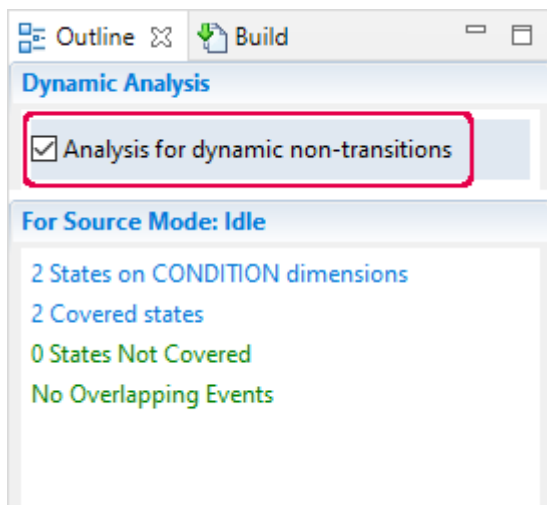 Outline Build
Dynamic Analysis
Analysis for dynamic non-transitions
For Source Mode: Idle
2 States on CONDITION dimensions
2 Covered states
0 States Not Covered
No Overlapping Events